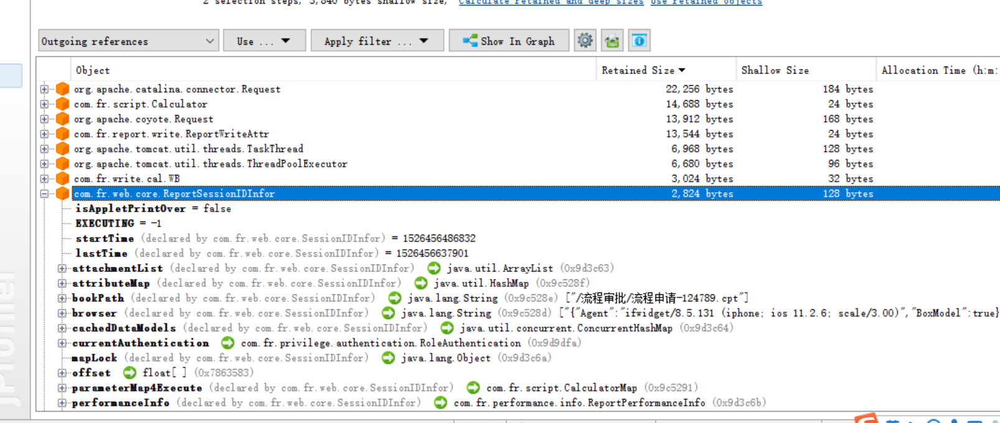 2 selection steps, 3,840 bytes shallow size, Calculate retained and deep sizes Use retained objects
Outgoing references Use ... Apply filter ... Show In Graph
Object Retained Size Shallow Size Allocation Time (h:m:
org.apache.catalina.connector.Request 22,256 bytes 184 bytes
com.fr.script.Calculator 14,688 bytes 24 bytes
org.apache.coyote.Request 13,912 bytes 168 bytes
com.fr.report.write.ReportWriteAttr 13,544 bytes 24 bytes
org.apache.tomcat.util.threads.TaskThread 6,968 bytes 128 bytes
org.apache.tomcat.util.threads.ThreadPoolExecutor 6,680 bytes 96 bytes
com.fr.write.cal.WB 3,024 bytes 32 bytes
com.fr.web.core.ReportSessionIDInfor 2,824 bytes 128 bytes
isAppletPrintOver = false
EXECUTING = -1
startTime (declared by com.fr.web.core.SessionIDInfor) = 1526456486832
lastTime (declared by com.fr.web.core.SessionIDInfor) = 1526456637901
attachmentList (declared by com.fr.web.core.SessionIDInfor) java.util.ArrayList (0x9d3c63)
attributeMap (declared by com.fr.web.core.SessionIDInfor) java.util.HashMap (0x9c528f)
bookPath (declared by com.fr.web.core.SessionIDInfor) java.lang.String (0x9c528e) ["/流程审批/流程申请-124789.cpt"]
browser (declared by com.fr.web.core.SessionIDInfor) java.lang.String (0x9c528d) ["{"Agent":"ifwidget/8.5.131 (iphone; ios 11.2.6; scale/3.00)","BoxModel":true}
cachedDataModels (declared by com.fr.web.core.SessionIDInfor) java.util.concurrent.ConcurrentHashMap (0x9d3c64)
currentAuthentication com.fr.privilege.authentication.RoleAuthentication (0x9d9dfa)
mapLock (declared by com.fr.web.core.SessionIDInfor) java.lang.Object (0x9d3c6a)
offset float[ ] (0x7863583)
parameterMap4Execute (declared by com.fr.web.core.SessionIDInfor) com.fr.script.CalculatorMap (0x9c5291)
performanceInfo (declared by com.fr.web.core.SessionIDInfor) com.fr.performance.info.ReportPerformanceInfo (0x9d3c6b)
JProfiler